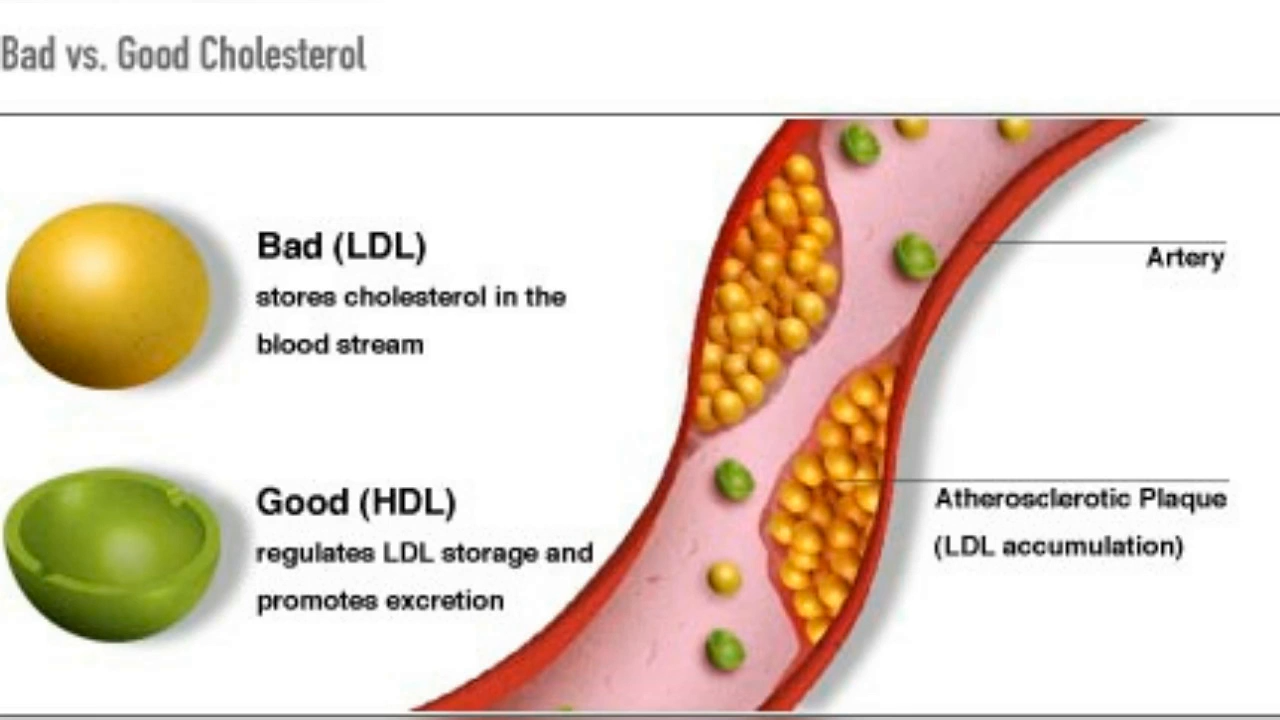 Bad vs. Good Cholesterol
Bad (LDL)
stores cholesterol in the
blood stream
Good (HDL)
regulates LDL storage and
promotes excretion
Artery
Atherosclerotic Plaque
(LDL accumulation)